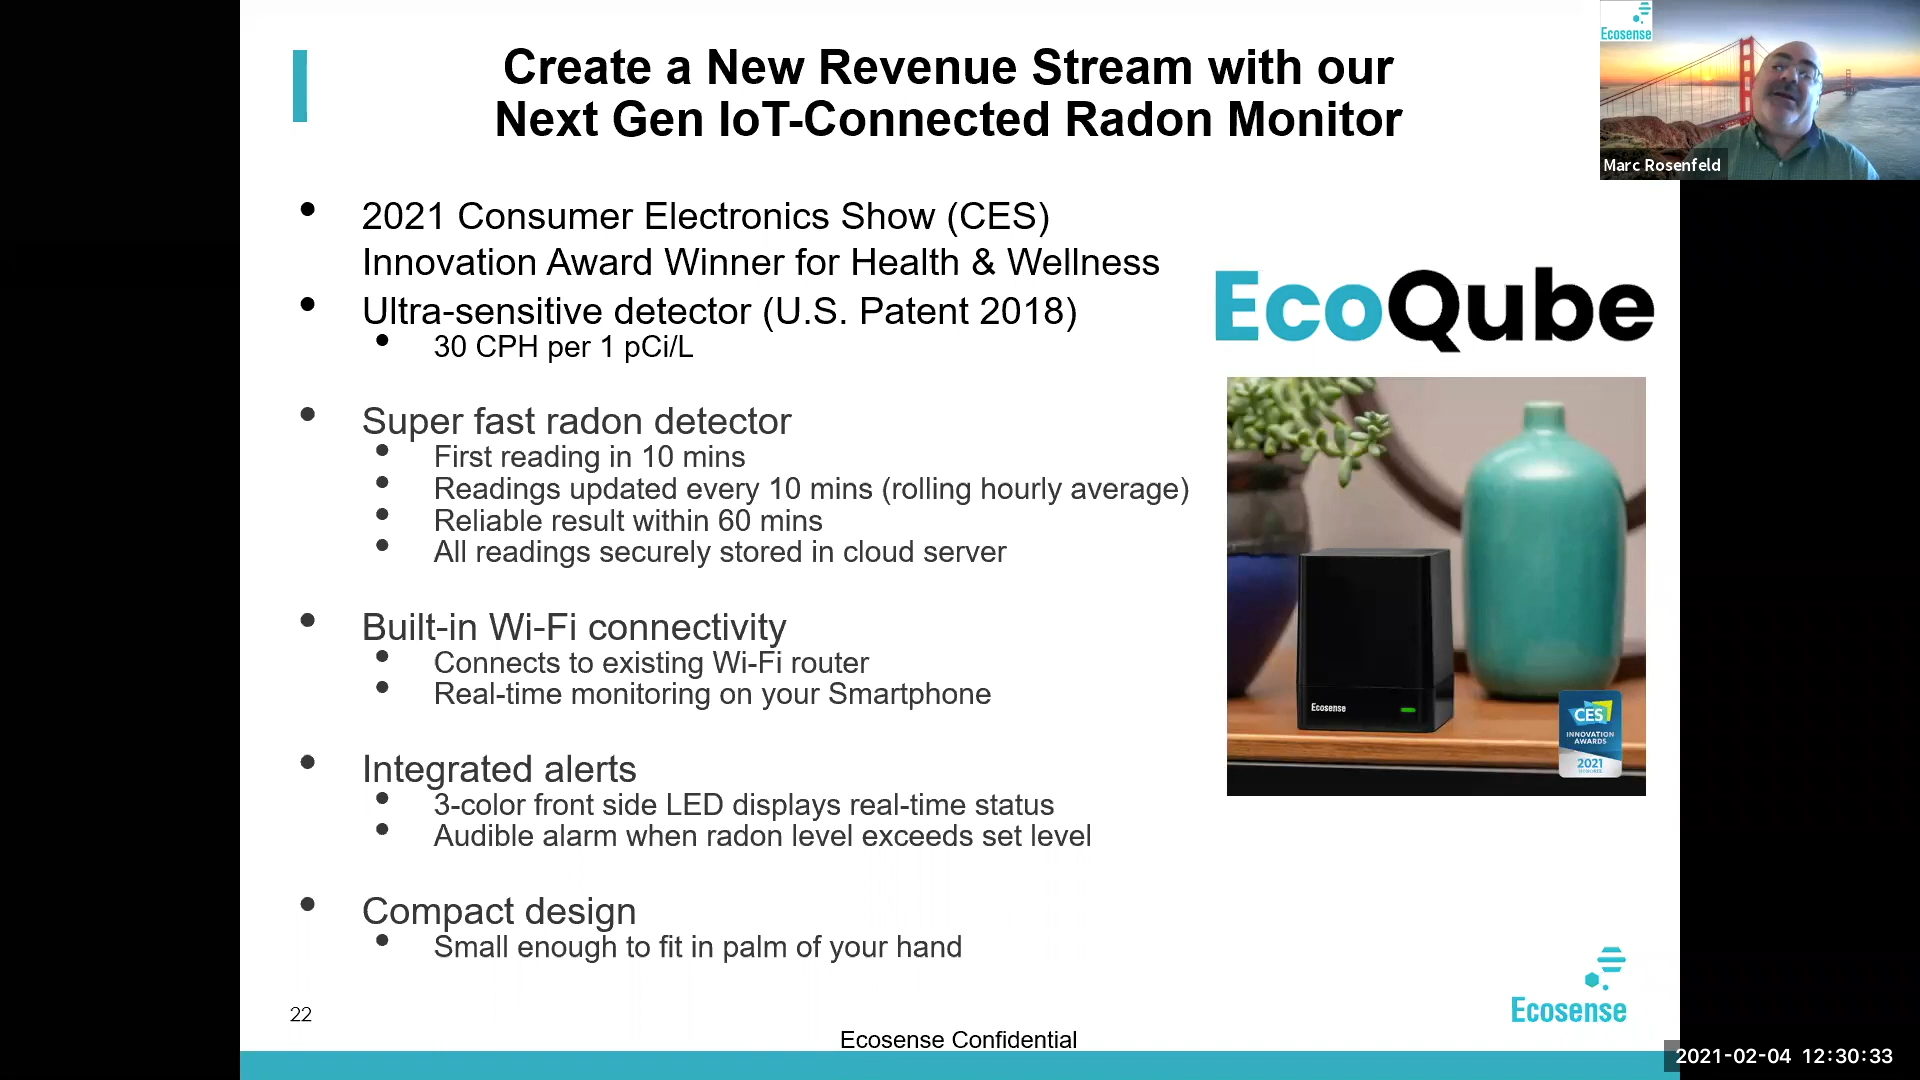 Create a New Revenue Stream with our
Next Gen IoT-Connected Radon Monitor
Ecosense
Marc Rosenfeld
• 2021 Consumer Electronics Show (CES)
Innovation Award Winner for Health & Wellness
• Ultra-sensitive detector (U.S. Patent 2018)
• 30 CPH per 1 pCi/L
• Super fast radon detector
• First reading in 10 mins
• Readings updated every 10 mins (rolling hourly average)
• Reliable result within 60 mins
• All readings securely stored in cloud server
• Built-in Wi-Fi connectivity
• Connects to existing Wi-Fi router
• Real-time monitoring on your Smartphone
• Integrated alerts
• 3-color front side LED displays real-time status
• Audible alarm when radon level exceeds set level
• Compact design
• Small enough to fit in palm of your hand
EcoQube
Ecosense
CES
INNOVATION
AWARDS
2021
HONOREE
Ecosense
22
Ecosense Confidential
2021-02-04 12:30:33